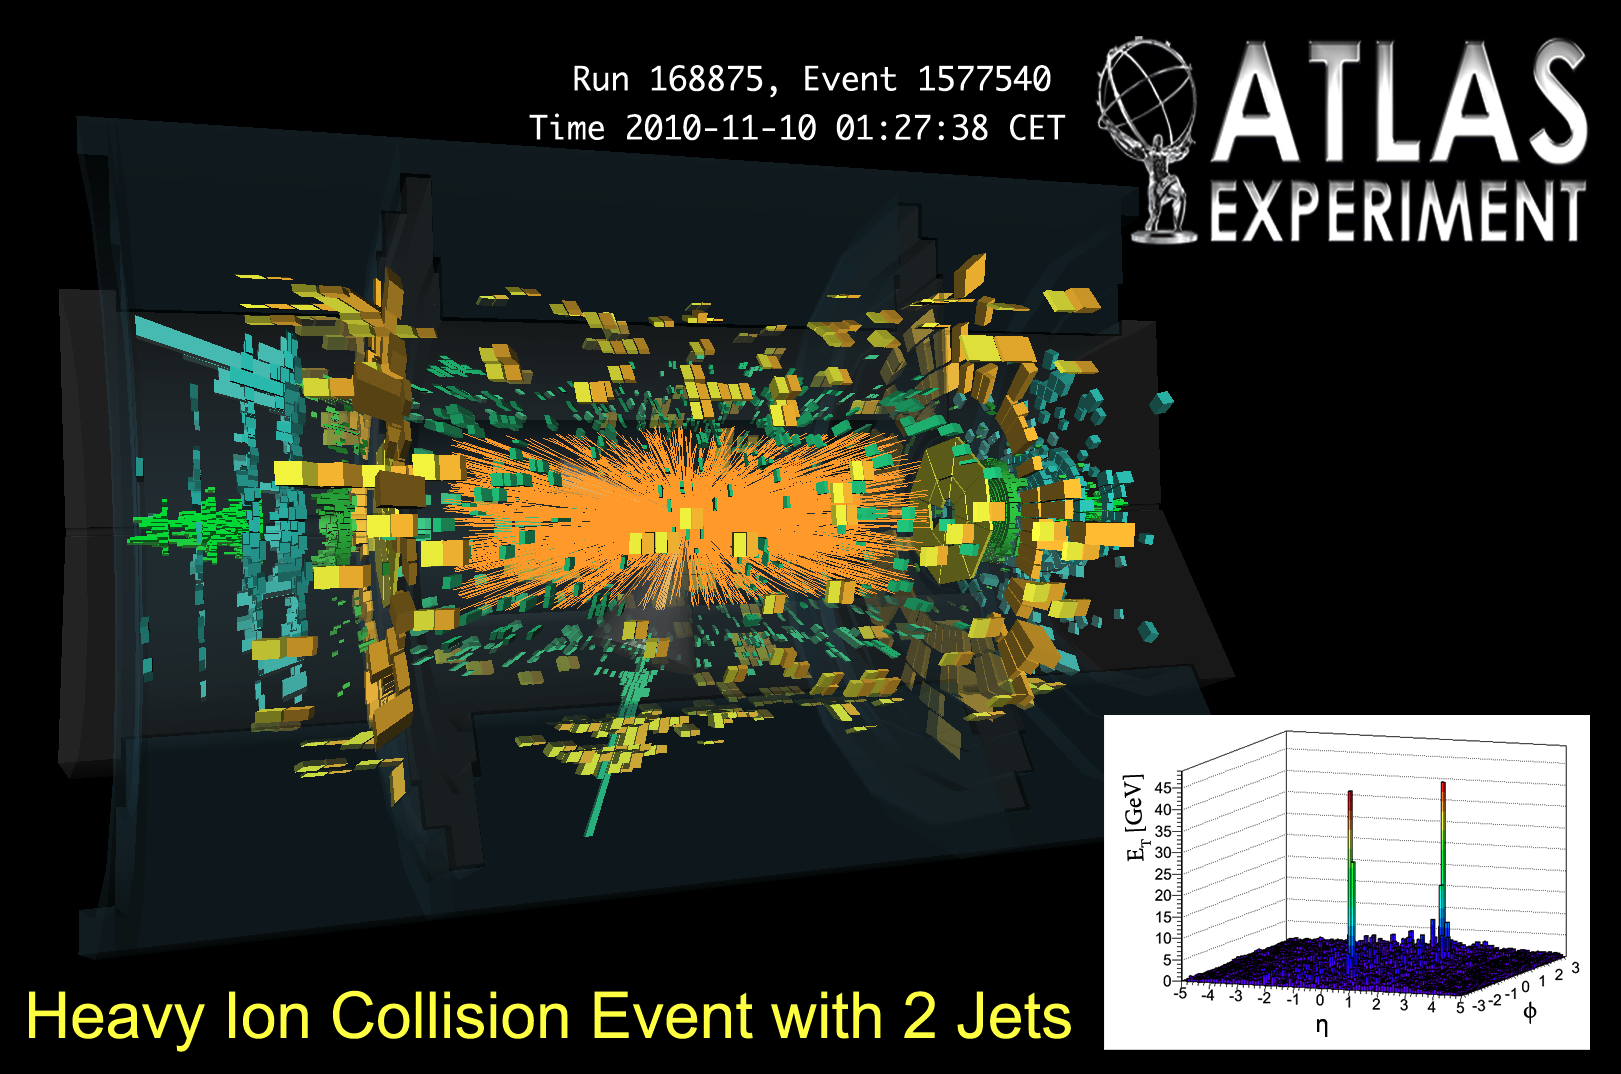 Run 168875, Event 1577540
Time 2010-11-10 01:27:38 CET
ATLAS
EXPERIMENT
Heavy Ion Collision Event with 2 Jets
E_T [GeV]
45
40
35
30
25
20
15
10
5
0
-5 -4 -3 -2 -1 0 1 2 3 4 5
η
-3 -2 -1 0 1 2 3
ϕ